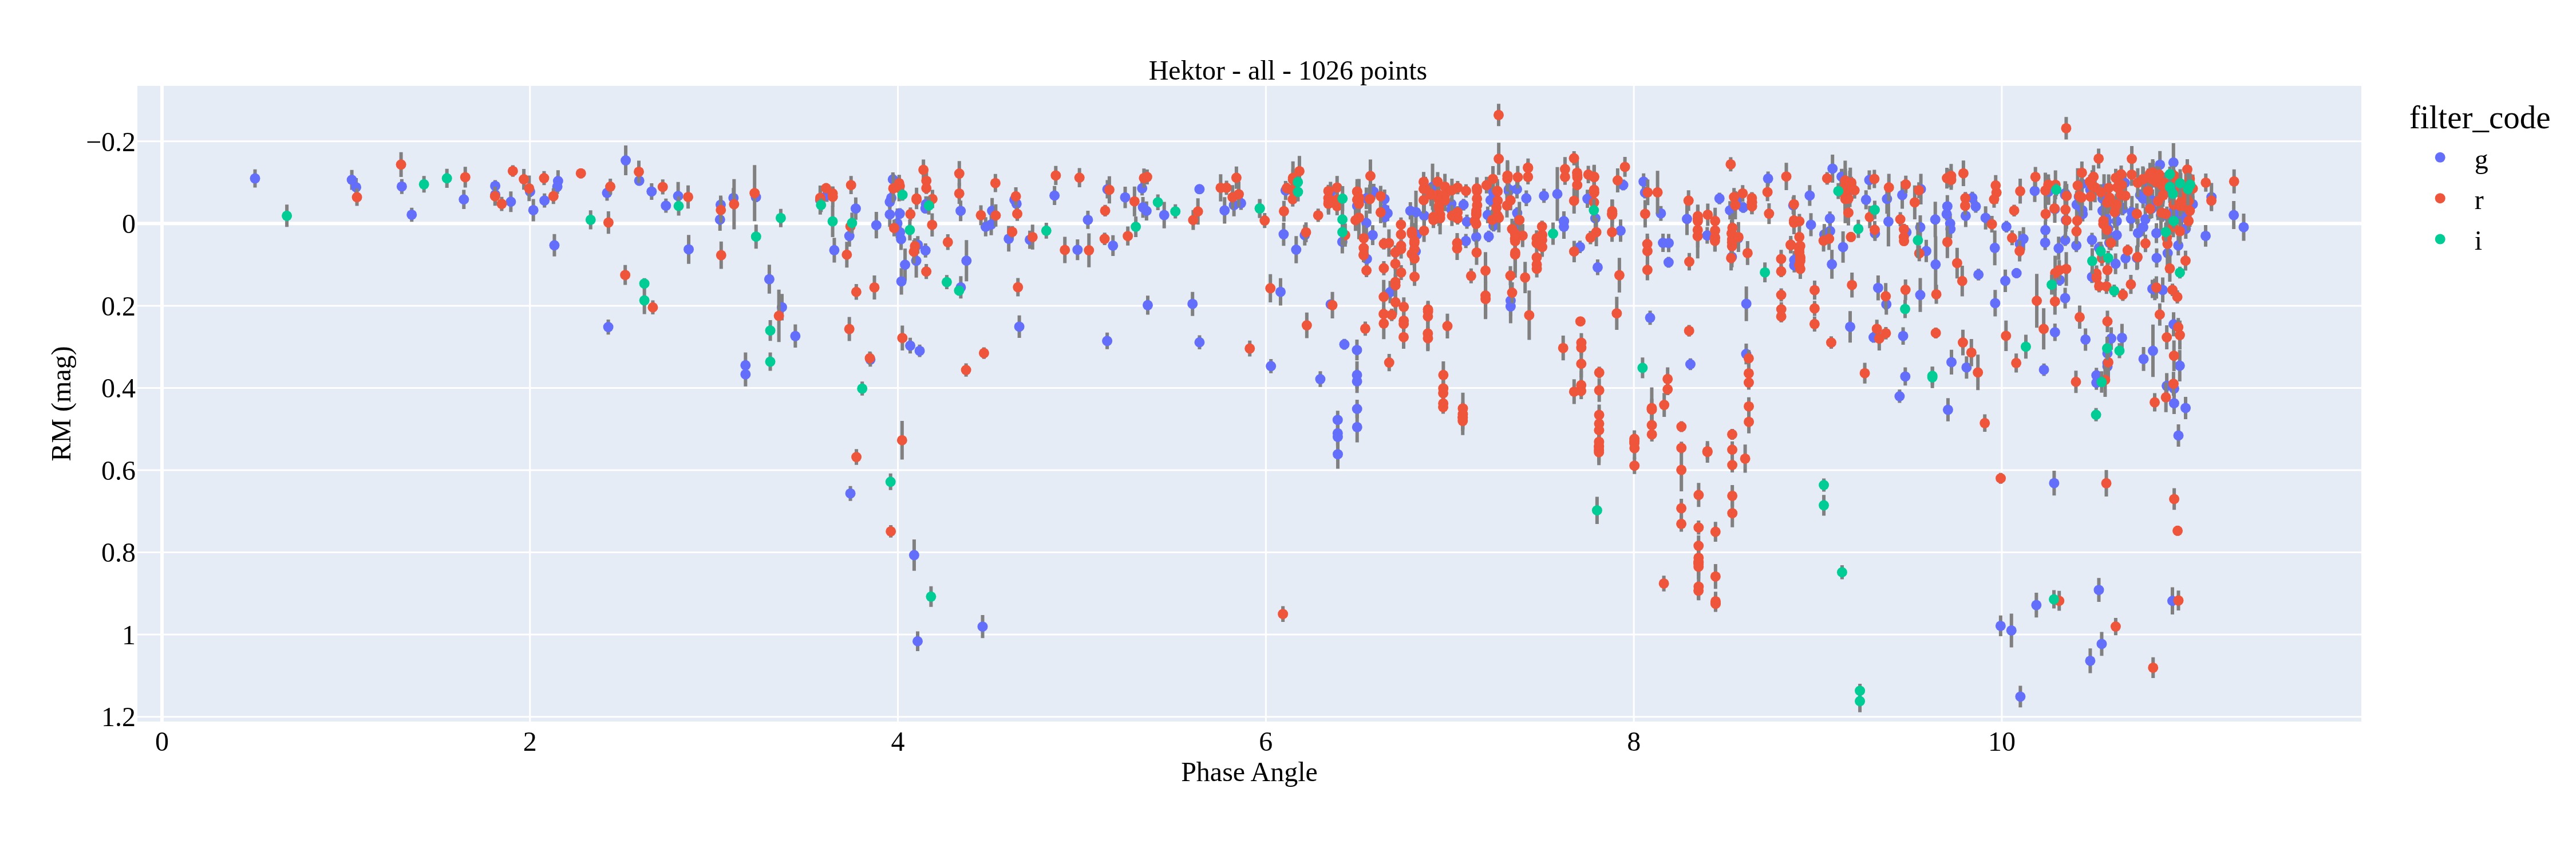 Hektor - all - 1026 points
filter_code
g
r
i
RM (mag)
−0.2
0
0.2
0.4
0.6
0.8
1
1.2
0 2 4 6 8 10
Phase Angle